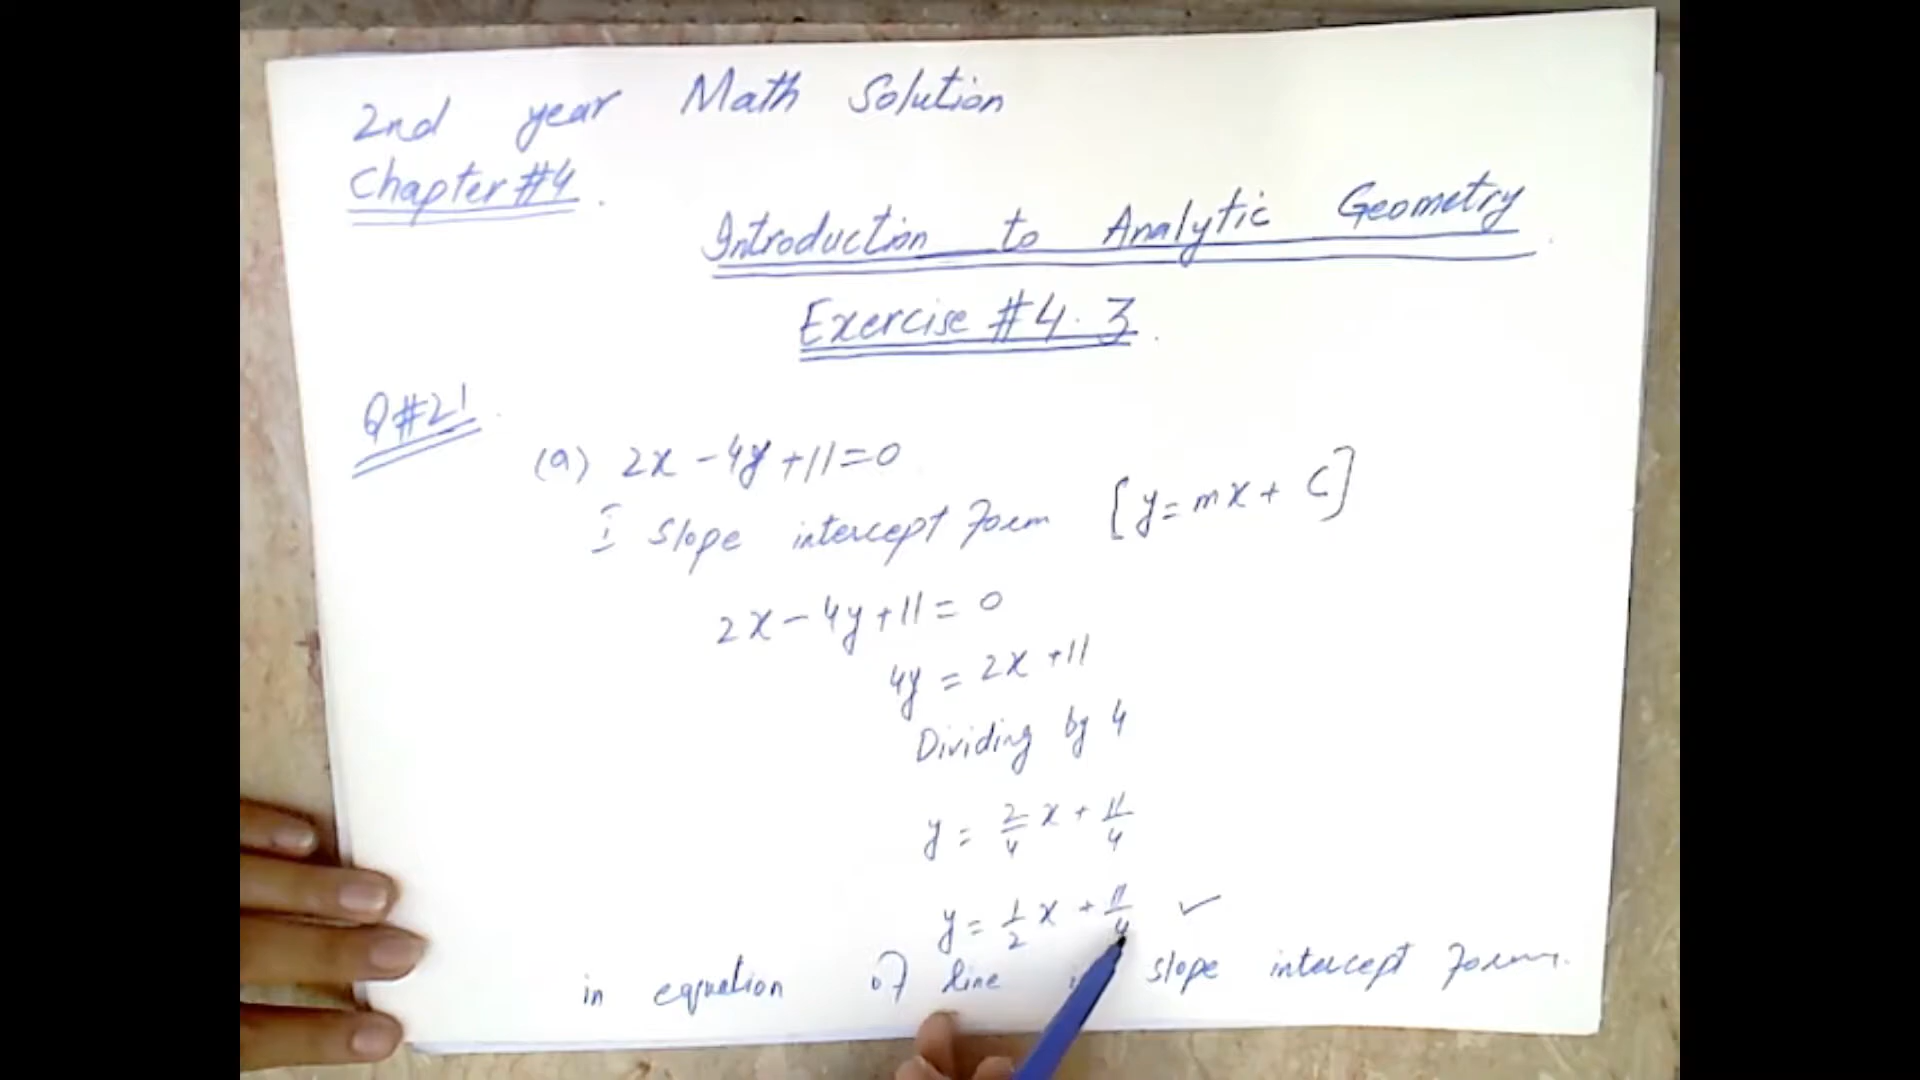 2nd year Math Solution
Chapter #4.
Introduction to Analytic Geometry
Exercise #4.3.
Q#21.
(a) 2x - 4y + 11 = 0
I Slope intercept Form [y = mx + C]
2x - 4y + 11 = 0
4y = 2x + 11
Dividing by 4
y = 2/4 x + 11/4
y = 1/2 x + 11/4 ✓
in equation of line slope intercept Form.